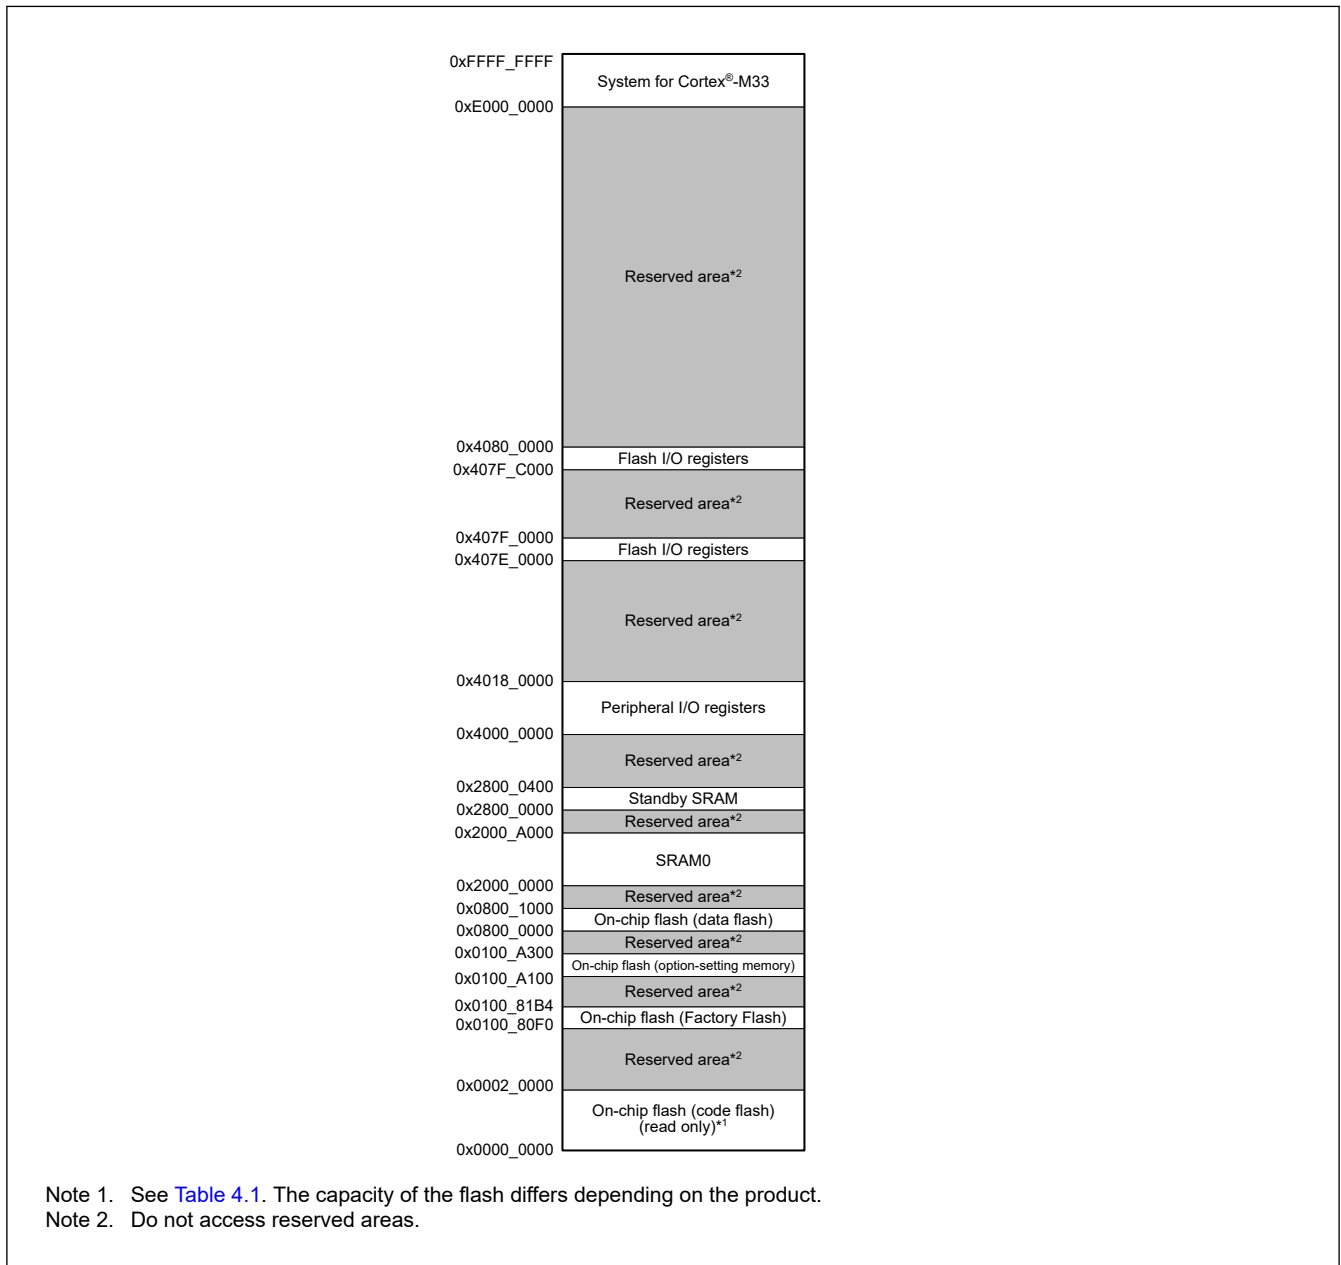 0xFFFF_FFFF
System for Cortex®-M33
0xE000_0000
Reserved area*2
0x4080_0000
Flash I/O registers
0x407F_C000
Reserved area*2
0x407F_0000
Flash I/O registers
0x407E_0000
Reserved area*2
0x4018_0000
Peripheral I/O registers
0x4000_0000
Reserved area*2
0x2800_0400
Standby SRAM
0x2800_0000
Reserved area*2
0x2000_A000
SRAM0
0x2000_0000
Reserved area*2
0x0800_1000
On-chip flash (data flash)
0x0800_0000
Reserved area*2
0x0100_A300
On-chip flash (option-setting memory)
0x0100_A100
Reserved area*2
0x0100_81B4
On-chip flash (Factory Flash)
0x0100_80F0
Reserved area*2
0x0002_0000
On-chip flash (code flash)
(read only)*1
0x0000_0000
Note 1. See Table 4.1. The capacity of the flash differs depending on the product.
Note 2. Do not access reserved areas.